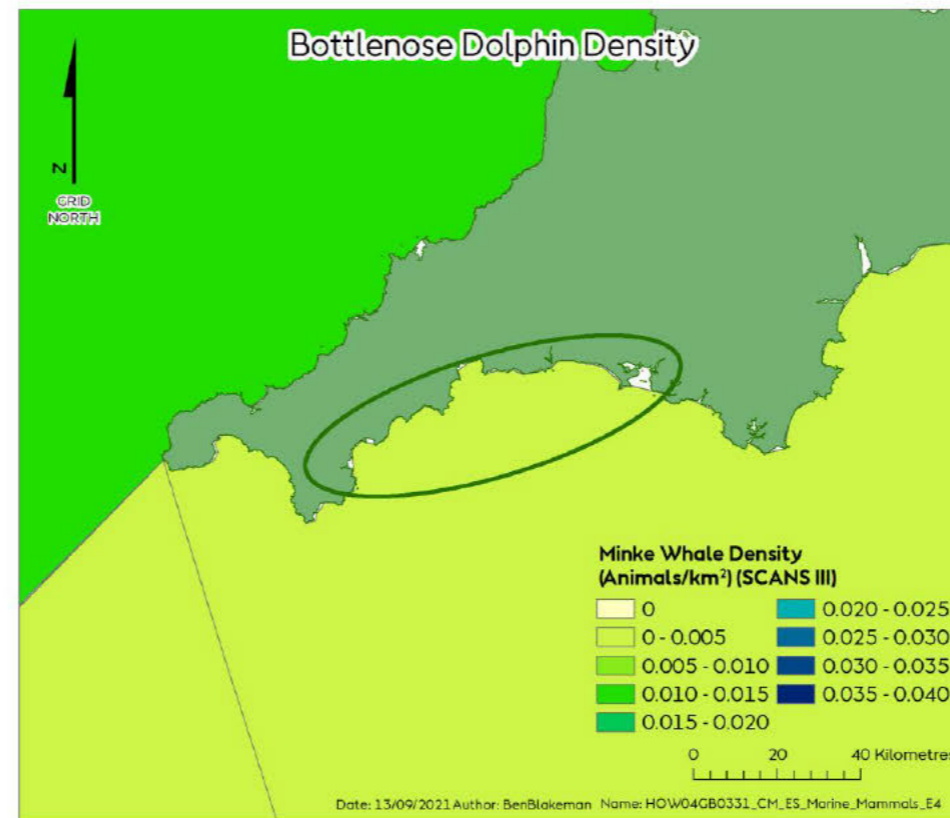 Bottlenose Dolphin Density
N
GRID
NORTH
Minke Whale Density
(Animals/km²) (SCANS III)
0
0 - 0.005
0.005 - 0.010
0.010 - 0.015
0.015 - 0.020
0.020 - 0.025
0.025 - 0.030
0.030 - 0.035
0.035 - 0.040
0 20 40 Kilometres
Date: 13/09/2021 Author: BenBlakeman Name: HOW04GB0331_CM_ES_Marine_Mammals_E4